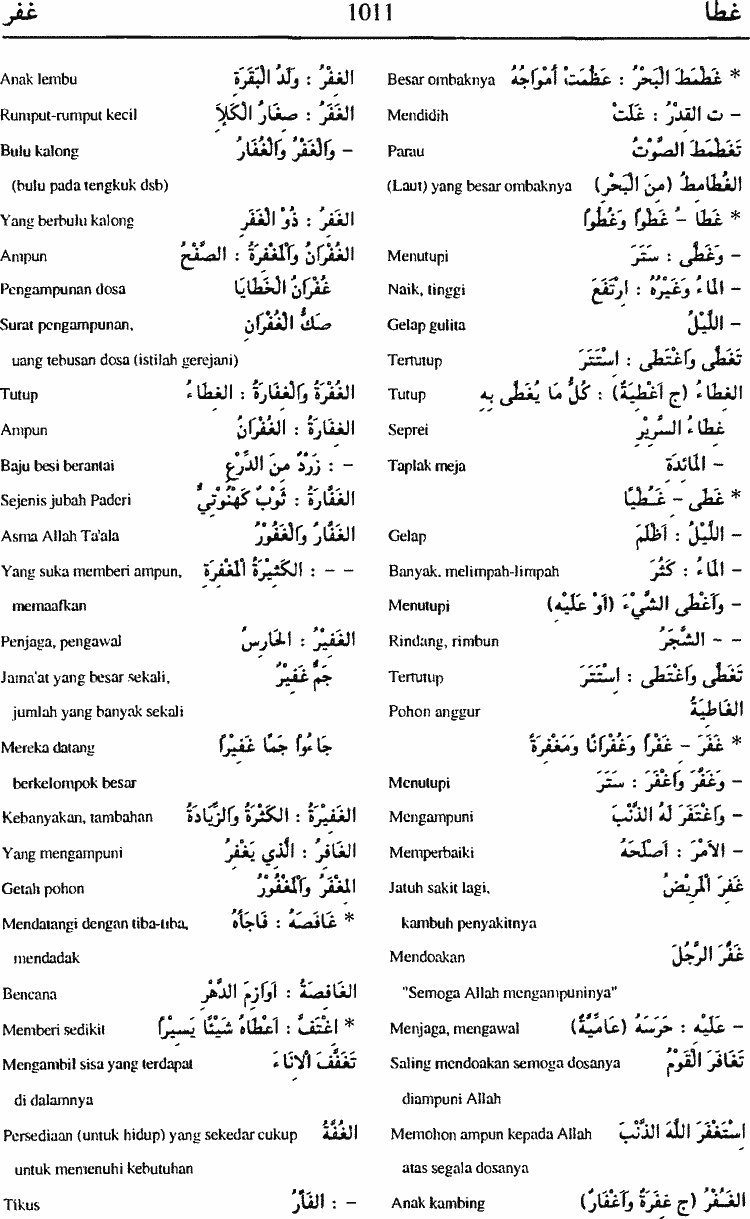 غطا 1011 غفر
* غَطْمَطَ الْبَحْرُ : عَظُمَتْ أَمْوَاجُهُ Besar ombaknya
– ت القِدْرُ : غَلَتْ Mendidih
تَغَطْمَطَ الصَّوْتُ Parau
الغُطَامِطُ (مِنَ الْبَحْرِ) (Laut) yang besar ombaknya
* غَطَا – ُ غَطْوًا وَغُطُوًّا
– وَغَطَّى : سَتَرَ Menutupi
– الْمَاءُ وَغَيْرُهُ : ارْتَفَعَ Naik, tinggi
– اللَّيْلُ Gelap gulita
تَغَطَّى وَاغْتَطَى : اسْتَتَرَ Tertutup
الغِطَاءُ (ج أَغْطِيَةٌ) : كُلُّ مَا يُغَطَّى بِهِ Tutup
غِطَاءُ السَّرِيْرِ Seprei
– الْمَائِدَةِ Taplak meja
* غَطَى – غَطْيًا
– اللَّيْلُ : أَظْلَمَ Gelap
– الْمَاءُ : كَثُرَ Banyak, melimpah-limpah
– وَأَغْطَى الشَّيْءَ (أَوْ عَلَيْهِ) Menutupi
– – الشَّجَرُ Rindang, rimbun
تَغَطَّى وَاغْتَطَى : اسْتَتَرَ Tertutup
الغَاطِيَةُ Pohon anggur
* غَفَرَ – غَفْرًا وَغُفْرَانًا وَمَغْفِرَةً
– وَغَفَّرَ وَأَغْفَرَ : سَتَرَ Menutupi
– وَاغْتَفَرَ لَهُ الذَّنْبَ Mengampuni
– الأَمْرَ : أَصْلَحَهُ Memperbaiki
غَفِرَ الْمَرِيْضُ Jatuh sakit lagi,
kambuh penyakitnya
غَفَّرَ الرَّجُلَ Mendoakan
"Semoga Allah mengampuninya"
– عَلَيْهِ : حَرَسَهُ (عَامِّيَّةٌ) Menjaga, mengawal
تَغَافَرَ الْقَوْمُ Saling mendoakan semoga dosanya
diampuni Allah
اِسْتَغْفَرَ اللَّهَ الذَّنْبَ Memohon ampun kepada Allah
atas segala dosanya
الغُفْرُ (ج غِفَرَةٌ وَأَغْفَارٌ) Anak kambing
الغِفْرُ : وَلَدُ الْبَقَرَةِ Anak lembu
الغَفَرُ : صِغَارُ الْكَلَإِ Rumput-rumput kecil
– وَالْغَفْرُ وَالْغُفَارُ Bulu kalong
(bulu pada tengkuk dsb)
الغَفِرُ : ذُوْ الْغَفَرِ Yang berbulu kalong
الغُفْرَانُ وَالْمَغْفِرَةُ : الصَّفْحُ Ampun
غُفْرَانُ الْخَطَايَا Pengampunan dosa
صَكُّ الْغُفْرَانِ Surat pengampunan,
uang tebusan dosa (istilah gerejani)
الغُفْرَةُ وَالْغِفَارَةُ : الغِطَاءُ Tutup
الغِفَارَةُ : الغُفْرَانُ Ampun
– : زَرَدٌ مِنَ الدِّرْعِ Baju besi berantai
الغَفَّارَةُ : ثَوْبٌ كَهَنُوْتِيٌّ Sejenis jubah Paderi
الغَفَّارُ وَالْغَفُوْرُ Asma Allah Ta'ala
– – : الكَثِيْرَةُ الْمَغْفِرَةِ Yang suka memberi ampun,
memaafkan
الغَفِيْرُ : الحَارِسُ Penjaga, pengawal
جَمٌّ غَفِيْرٌ Jama'at yang besar sekali,
jumlah yang banyak sekali
جَاءُوْا جَمًّا غَفِيْرًا Mereka datang
berkelompok besar
الغَفِيْرَةُ : الكَثْرَةُ وَالزِّيَادَةُ Kebanyakan, tambahan
الغَافِرُ : الَّذِي يَغْفِرُ Yang mengampuni
المِغْفَرُ وَالْمُغْفُوْرُ Getah pohon
* غَافَصَهُ : فَاجَأَهُ Mendatangi dengan tiba-tiba,
mendadak
الغَافِصَةُ : أَوَازِمُ الدَّهْرِ Bencana
* اغْتَفَّ : أَعْطَاهُ شَيْئًا يَسِيْرًا Memberi sedikit
تَغَفَّفَ الْإِنَاءَ Mengambil sisa yang terdapat
di dalamnya
الغُفَّةُ Persediaan (untuk hidup) yang sekedar cukup
untuk memenuhi kebutuhan
– : الفَأْرُ Tikus